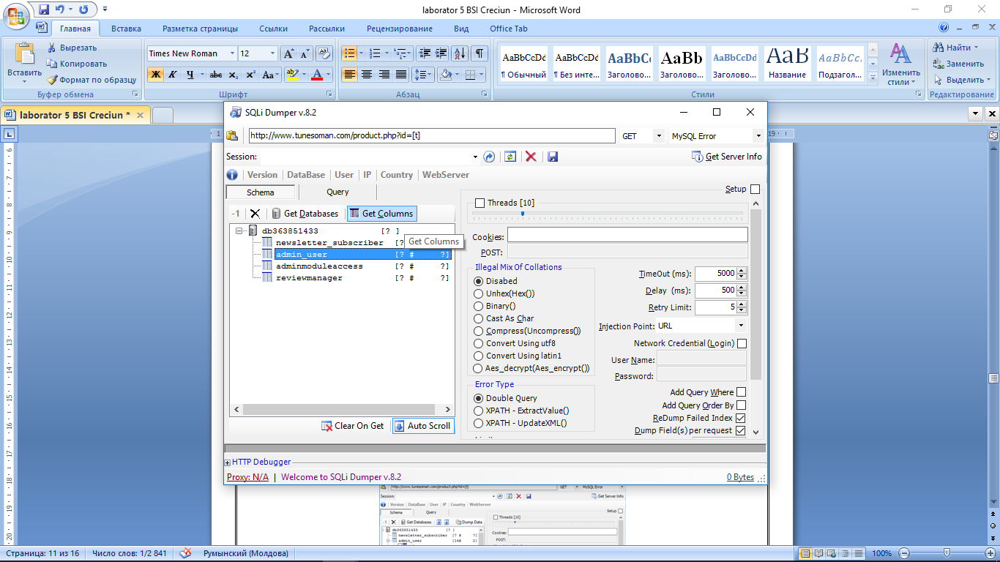 laborator 5 BSI Creciun - Microsoft Word
Главная Вставка Разметка страницы Ссылки Рассылки Рецензирование Вид Office Tab
Вставить
Вырезать
Копировать
Формат по образцу
Буфер обмена
Times New Roman 12
Ж К Ч abc x₂ x² Aa ab A
Шрифт
Абзац
AaBbCcDd AaBbCcDd AaBbCc AaBb AaBbCcDd AaB AaBbCc
¶ Обычный ¶ Без инте... Заголово... Заголово... Заголово... Название Подзагол...
Изменить стили
Стили
Найти
Заменить
Выделить
Редактирование
laborator 5 BSI Creciun *
SQLi Dumper v.8.2
http://www.tunesoman.com/product.php?id=[t] GET MySQL Error
Session: Get Server Info
Version DataBase User IP Country WebServer
Schema Query
-1 Get Databases Get Columns
db363851433 [? ]
newsletter_subscriber [?
Get Columns
admin_user [? # ?]
adminmoduleaccess [? # ?]
reviewmanager [? # ?]
Clear On Get Auto Scroll
Setup
Threads [10]
Cookies:
POST:
Illegal Mix Of Collations
Disabed
Unhex(Hex())
Binary()
Cast As Char
Compress(Uncompress())
Convert Using utf8
Convert Using latin1
Aes_decrypt(Aes_encrypt())
Error Type
Double Query
XPATH - ExtractValue()
XPATH - UpdateXML()
TimeOut (ms): 5000
Delay (ms): 500
Retry Limit: 5
Injection Point: URL
Network Credential (Login)
User Name:
Password:
Add Query Where
Add Query Order By
ReDump Failed Index
Dump Field(s) per request
HTTP Debugger
Proxy: N/A | Welcome to SQLi Dumper v.8.2 0 Bytes
http://www.tunesoman.com/product.php?id=[t] GET MySQL Error
Session: Get Server Info
Version DataBase User IP Country WebServer
Schema Query Setup
-1 Get Databases Dump Data Threads [10]
db363851433 [? ]
newsletter_subscriber [? # ?] Cookies:
admin_user [14# 2] POST:
Страница: 11 из 16 Число слов: 1/2 841 Румынский (Молдова) 100%